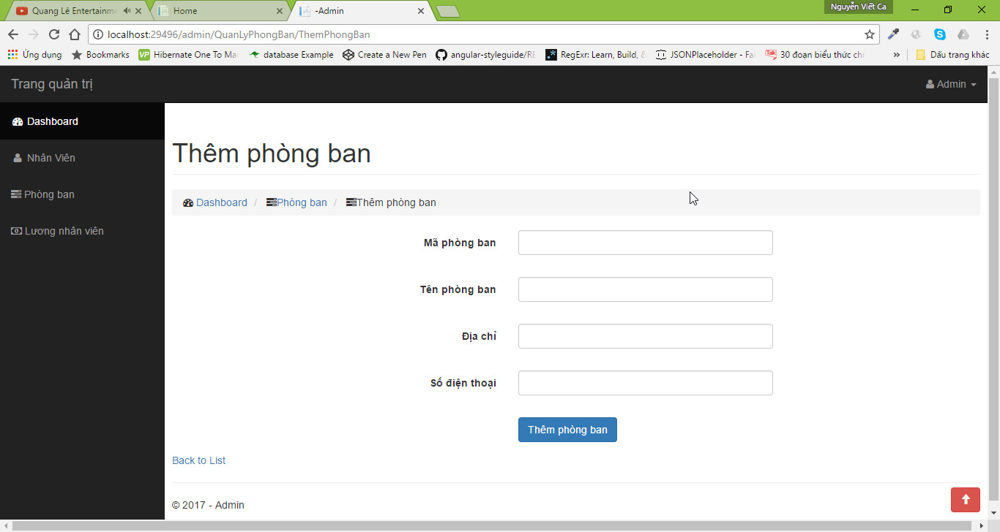 Quang Lê Entertainme
Home
-Admin
Nguyễn Viết Ca
localhost:29496/admin/QuanLyPhongBan/ThemPhongBan
Ứng dụng
Bookmarks
VP Hibernate One To Ma
database Example
Create a New Pen
angular-styleguide/RE
RegExr: Learn, Build, &
JSONPlaceholder - Fa
30 đoạn biểu thức chí
»
Dấu trang khác
Trang quản trị
Admin
Dashboard
Nhân Viên
Phòng ban
Lương nhân viên
Thêm phòng ban
Dashboard / Phòng ban / Thêm phòng ban
Mã phòng ban
Tên phòng ban
Địa chỉ
Số điện thoại
Thêm phòng ban
Back to List
© 2017 - Admin